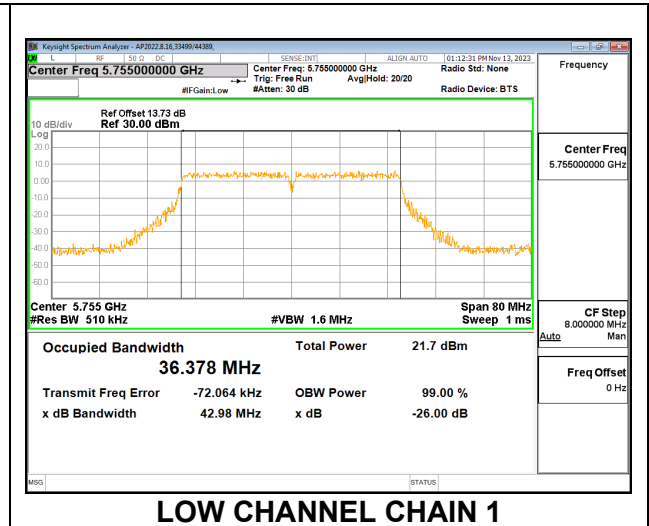 Keysight Spectrum Analyzer - AP2022.8.16,33499/44389,
L RF 50 Ω DC SENSE:INT ALIGN AUTO 01:12:31 PM Nov 13, 2023
Center Freq 5.755000000 GHz
Center Freq: 5.755000000 GHz Radio Std: None
Trig: Free Run Avg|Hold: 20/20
#IFGain:Low #Atten: 30 dB Radio Device: BTS
Ref Offset 13.73 dB
10 dB/div Ref 30.00 dBm
Log
20.0
10.0
0.00
-10.0
-20.0
-30.0
-40.0
-50.0
-60.0
Center 5.755 GHz Span 80 MHz
#Res BW 510 kHz #VBW 1.6 MHz Sweep 1 ms
Occupied Bandwidth Total Power 21.7 dBm
36.378 MHz
Transmit Freq Error -72.064 kHz OBW Power 99.00 %
x dB Bandwidth 42.98 MHz x dB -26.00 dB
MSG STATUS
Frequency
Center Freq
5.755000000 GHz
CF Step
8.000000 MHz
Auto Man
Freq Offset
0 Hz
LOW CHANNEL CHAIN 1